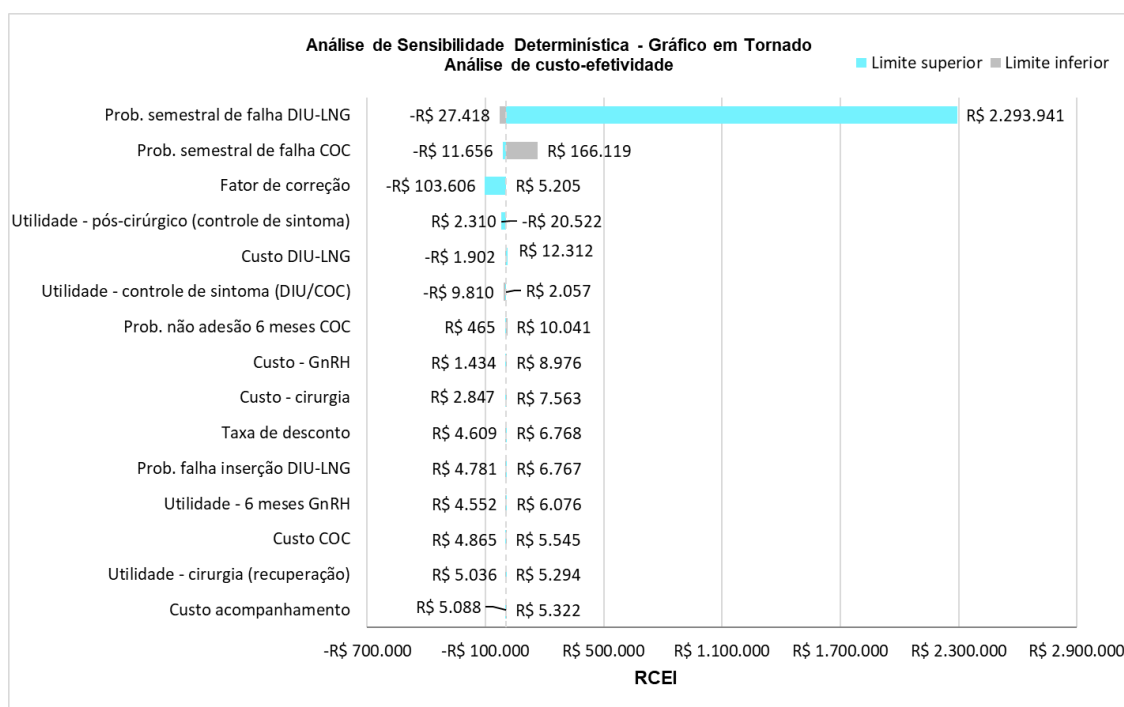 Análise de Sensibilidade Determinística - Gráfico em Tornado
Análise de custo-efetividade
Limite superior Limite inferior
Prob. semestral de falha DIU-LNG -R$ 27.418 R$ 2.293.941
Prob. semestral de falha COC -R$ 11.656 R$ 166.119
Fator de correção -R$ 103.606 R$ 5.205
Utilidade - pós-cirúrgico (controle de sintoma) R$ 2.310 -R$ 20.522
Custo DIU-LNG -R$ 1.902 R$ 12.312
Utilidade - controle de sintoma (DIU/COC) -R$ 9.810 R$ 2.057
Prob. não adesão 6 meses COC R$ 465 R$ 10.041
Custo - GnRH R$ 1.434 R$ 8.976
Custo - cirurgia R$ 2.847 R$ 7.563
Taxa de desconto R$ 4.609 R$ 6.768
Prob. falha inserção DIU-LNG R$ 4.781 R$ 6.767
Utilidade - 6 meses GnRH R$ 4.552 R$ 6.076
Custo COC R$ 4.865 R$ 5.545
Utilidade - cirurgia (recuperação) R$ 5.036 R$ 5.294
Custo acompanhamento R$ 5.088 R$ 5.322
-R$ 700.000 -R$ 100.000 R$ 500.000 R$ 1.100.000 R$ 1.700.000 R$ 2.300.000 R$ 2.900.000
RCEI